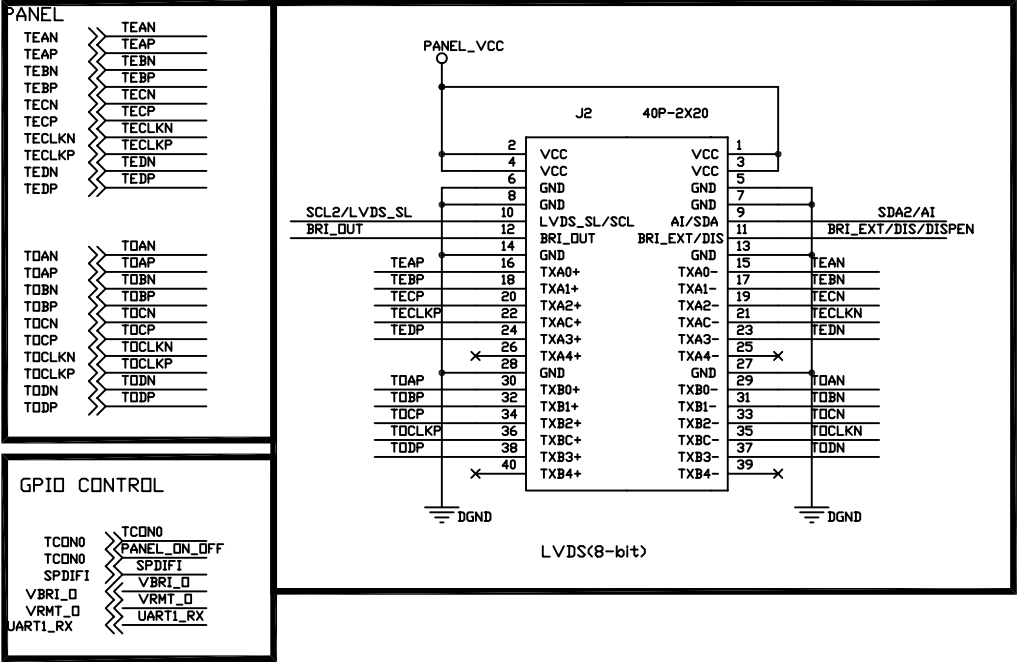 PANEL
TEAN TEAN
TEAP TEAP
TEBN TEBN
TEBP TEBP
TECN TECN
TECP TECP
TECLKN TECLKN
TECLKP TECLKP
TEDN TEDN
TEDP TEDP
TOAN TOAN
TOAP TOAP
TOBN TOBN
TOBP TOBP
TOCN TOCN
TOCP TOCP
TOCLKN TOCLKN
TOCLKP TOCLKP
TODN TODN
TODP TODP
GPIO CONTROL
TCON0 TCON0
TCON0 PANEL_ON_OFF
SPDIFI SPDIFI
VBRI_O VBRI_O
VRMT_O VRMT_O
UART1_RX UART1_RX
PANEL_VCC
J2 40P-2X20
2 VCC VCC 1
4 VCC VCC 3
6 GND GND 5
8 GND GND 7
SCL2/LVDS_SL 10 LVDS_SL/SCL AI/SDA 9 SDA2/AI
BRI_OUT 12 BRI_OUT BRI_EXT/DIS 11 BRI_EXT/DIS/DISPEN
14 GND GND 13
TEAP 16 TXA0+ TXA0- 15 TEAN
TEBP 18 TXA1+ TXA1- 17 TEBN
TECP 20 TXA2+ TXA2- 19 TECN
TECLKP 22 TXAC+ TXAC- 21 TECLKN
TEDP 24 TXA3+ TXA3- 23 TEDN
26 TXA4+ TXA4- 25
28 GND GND 27
TOAP 30 TXB0+ TXB0- 29 TOAN
TOBP 32 TXB1+ TXB1- 31 TOBN
TOCP 34 TXB2+ TXB2- 33 TOCN
TOCLKP 36 TXBC+ TXBC- 35 TOCLKN
TODP 38 TXB3+ TXB3- 37 TODN
40 TXB4+ TXB4- 39
DGND DGND
LVDS(8-bit)